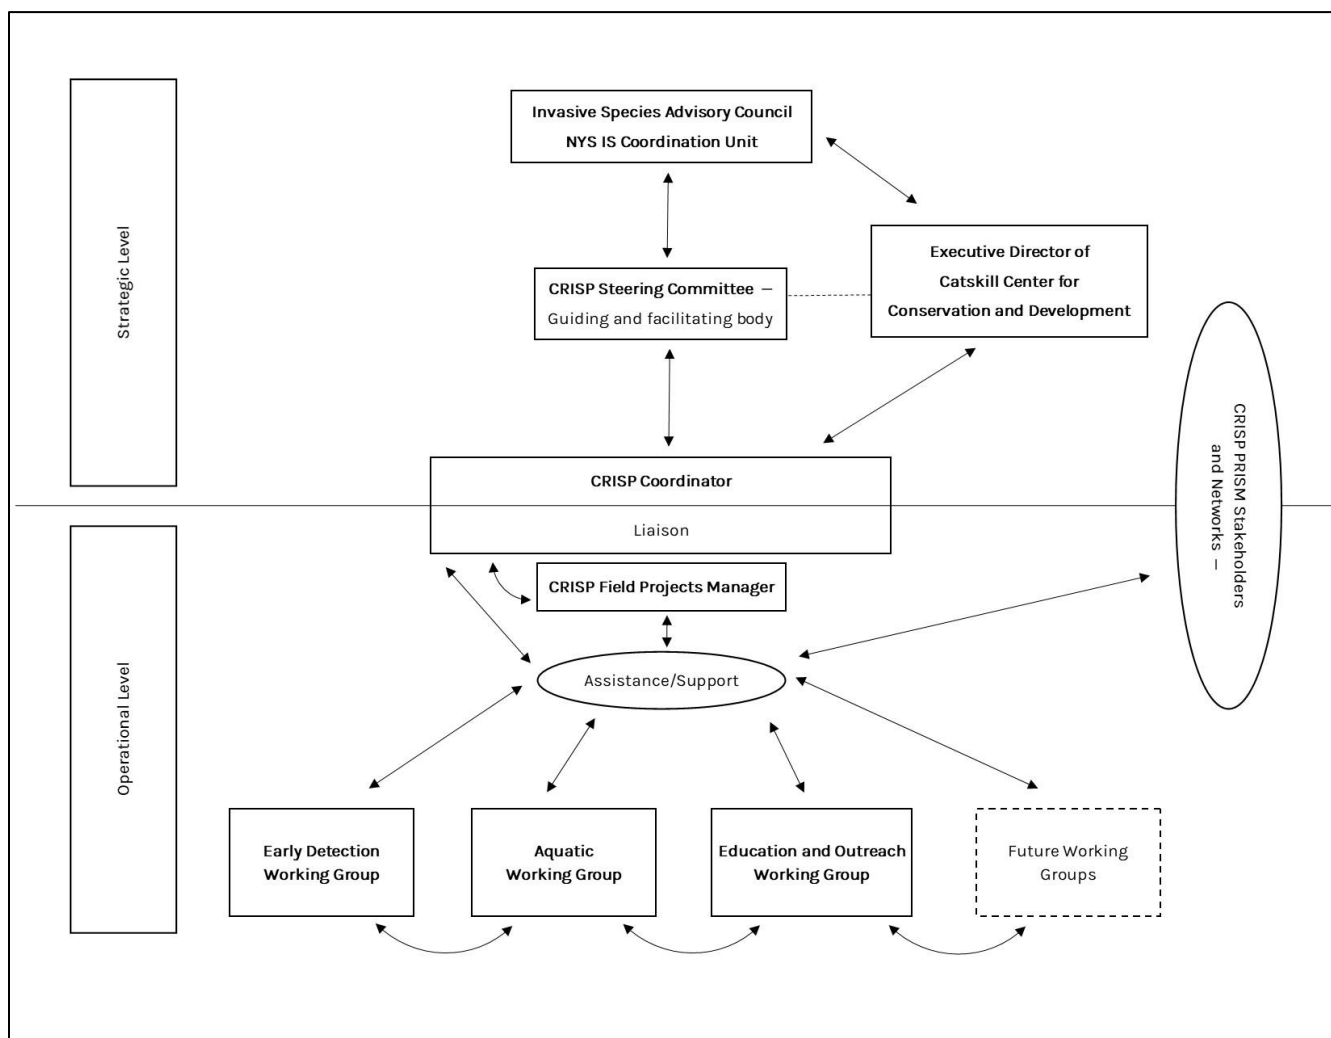 Strategic Level
Invasive Species Advisory Council
NYS IS Coordination Unit
Executive Director of
Catskill Center for
Conservation and Development
CRISP Steering Committee —
Guiding and facilitating body
CRISP PRISM Stakeholders
and Networks —
CRISP Coordinator
Liaison
Operational Level
CRISP Field Projects Manager
Assistance/Support
Early Detection
Working Group
Aquatic
Working Group
Education and Outreach
Working Group
Future Working
Groups